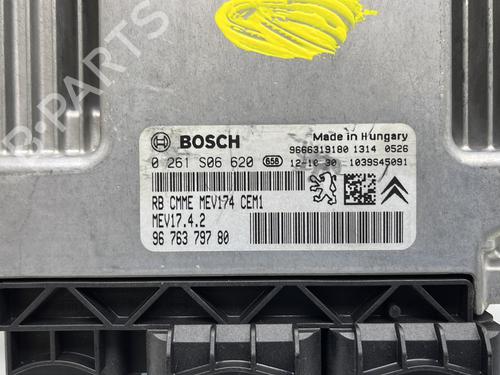 B-PARTS
BOSCH
Made in Hungary
0 261 S06 620 658
9666319180 1314 0526
12-10-30 1039S45091
RB CMME MEV174 CEM1
MEV17.4.2
96 763 797 80